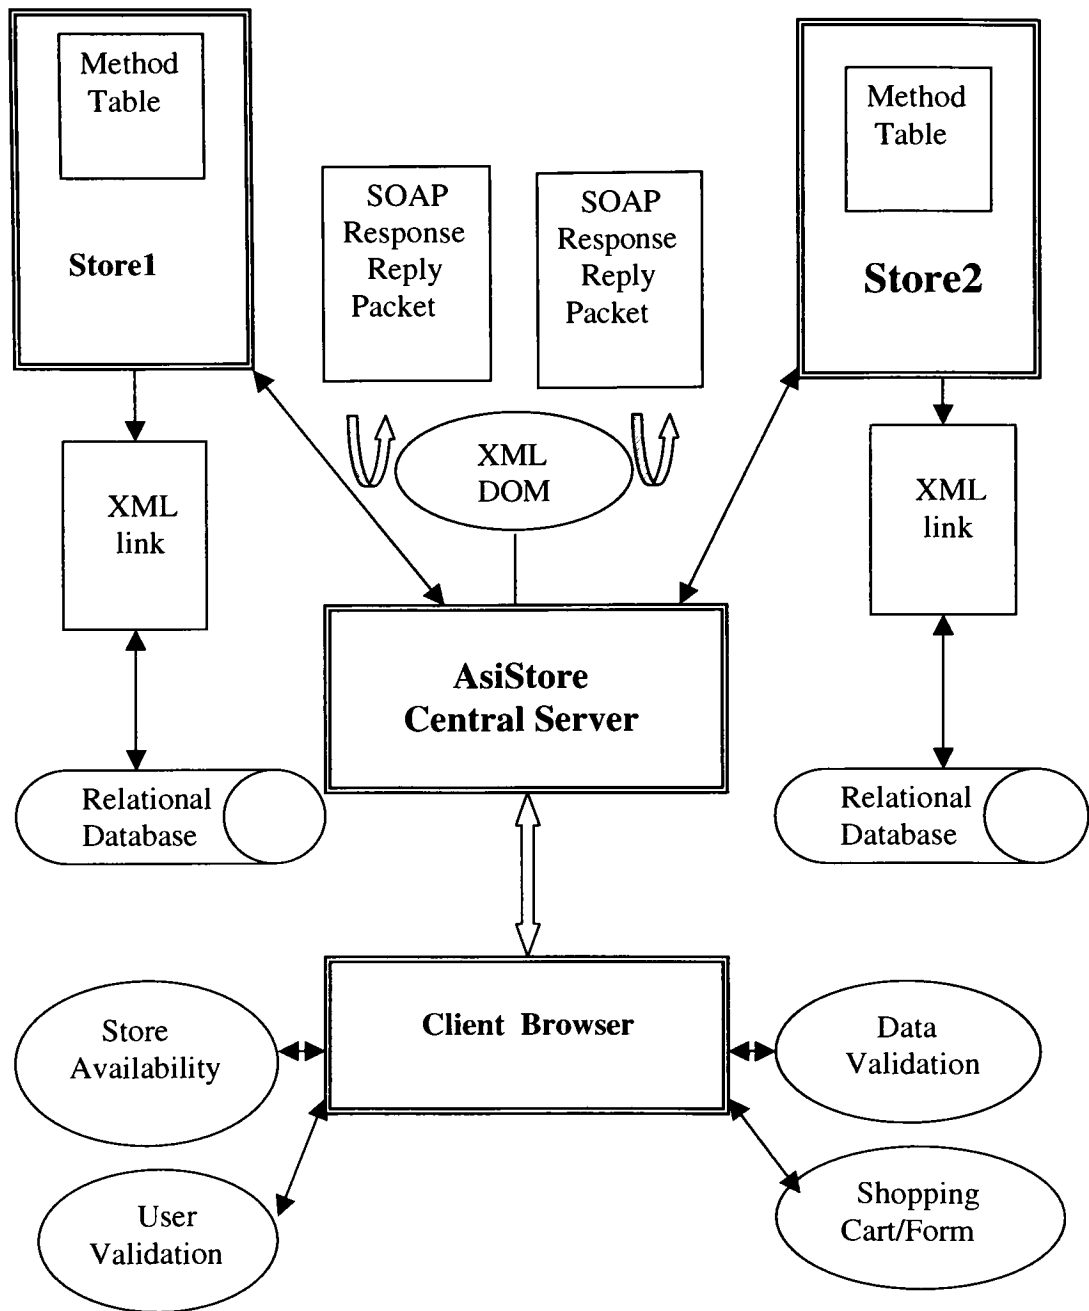 Method
Table
Store1
Method
Table
Store2
SOAP
Response
Reply
Packet
SOAP
Response
Reply
Packet
XML
DOM
XML
link
XML
link
AsiStore
Central Server
Relational
Database
Relational
Database
Client Browser
Store
Availability
Data
Validation
User
Validation
Shopping
Cart/Form